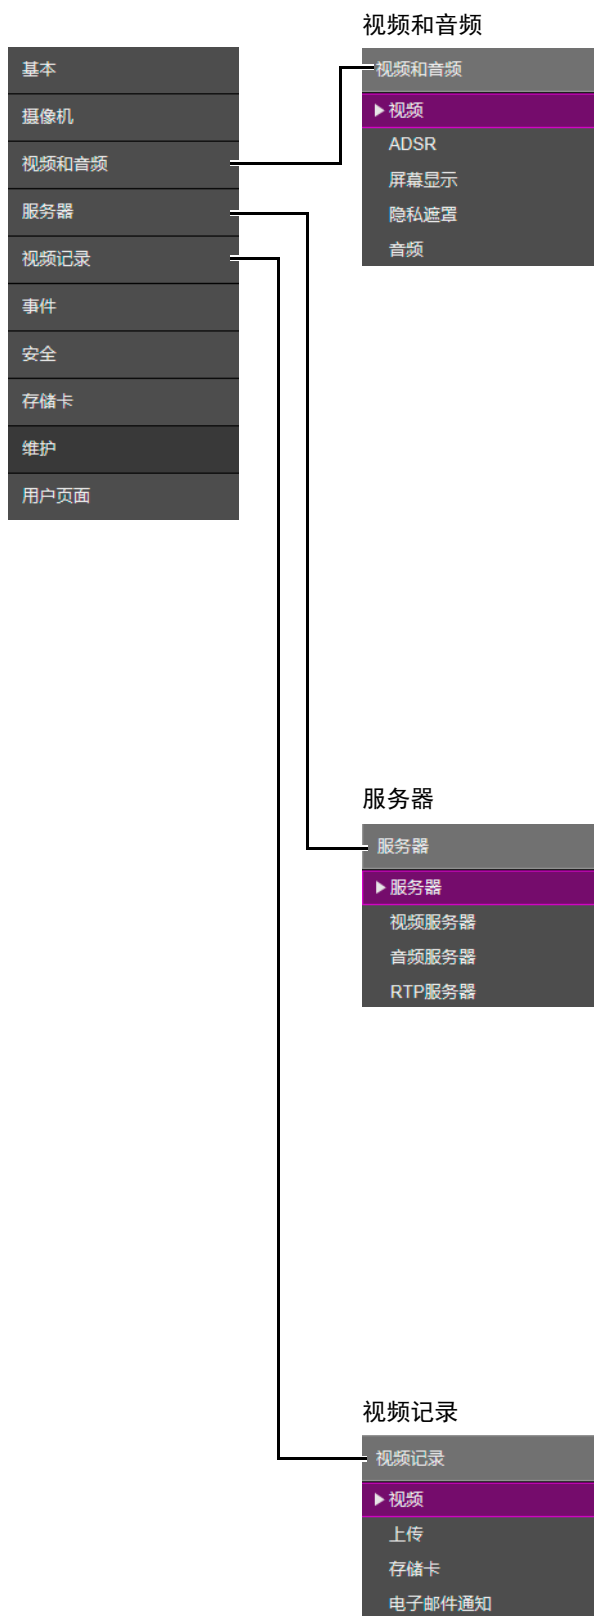 基本
摄像机
视频和音频
服务器
视频记录
事件
安全
存储卡
维护
用户页面
视频和音频
视频和音频
视频
ADSR
屏幕显示
隐私遮罩
音频
服务器
服务器
服务器
视频服务器
音频服务器
RTP服务器
视频记录
视频记录
视频
上传
存储卡
电子邮件通知